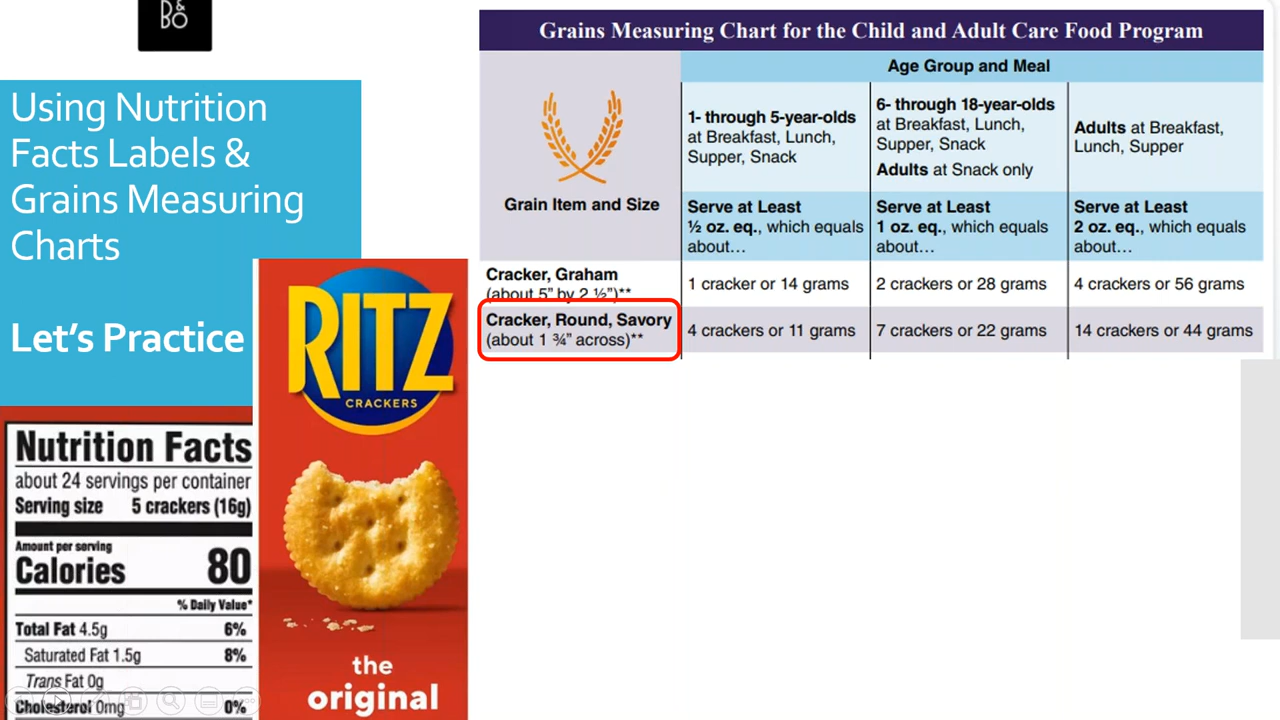 B&
BO
Using Nutrition
Facts Labels &
Grains Measuring
Charts
Let's Practice
Nutrition Facts
about 24 servings per container
Serving size 5 crackers (16g)
Amount per serving
Calories 80
% Daily Value*
Total Fat 4.5g 6%
Saturated Fat 1.5g 8%
Trans Fat 0g
Cholesterol 0mg 0%
RITZ
CRACKERS
the
original
Grains Measuring Chart for the Child and Adult Care Food Program
Grain Item and Size
Age Group and Meal
1- through 5-year-olds
at Breakfast, Lunch,
Supper, Snack
6- through 18-year-olds
at Breakfast, Lunch,
Supper, Snack
Adults at Snack only
Adults at Breakfast,
Lunch, Supper
Serve at Least
½ oz. eq., which equals
about…
Serve at Least
1 oz. eq., which equals
about…
Serve at Least
2 oz. eq., which equals
about…
Cracker, Graham
(about 5” by 2 ½”)**
1 cracker or 14 grams
2 crackers or 28 grams
4 crackers or 56 grams
Cracker, Round, Savory
(about 1 ¾” across)**
4 crackers or 11 grams
7 crackers or 22 grams
14 crackers or 44 grams